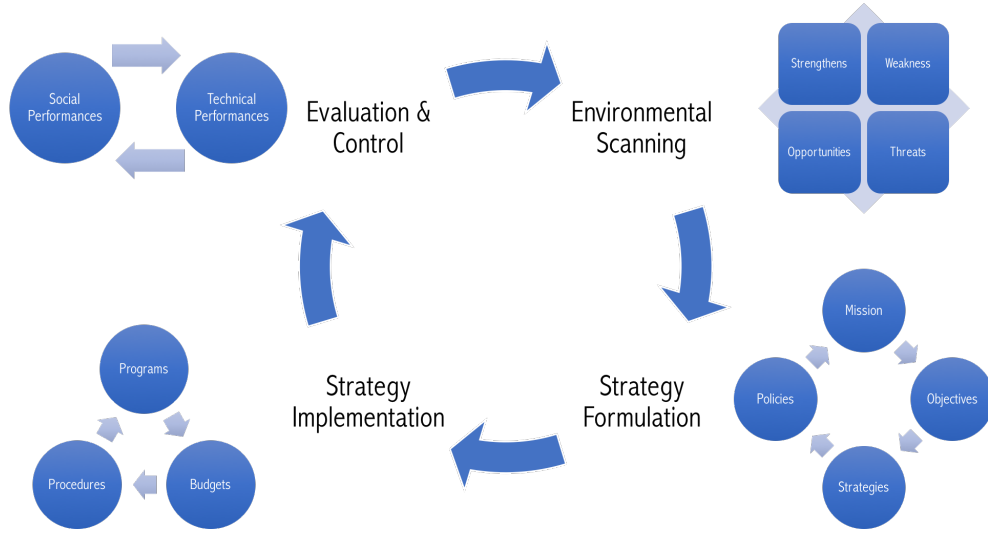 Social
Performances
Technical
Performances
Evaluation &
Control
Environmental
Scanning
Strengthens
Weakness
Opportunities
Threats
Programs
Procedures
Budgets
Strategy
Implementation
Strategy
Formulation
Mission
Policies
Objectives
Strategies